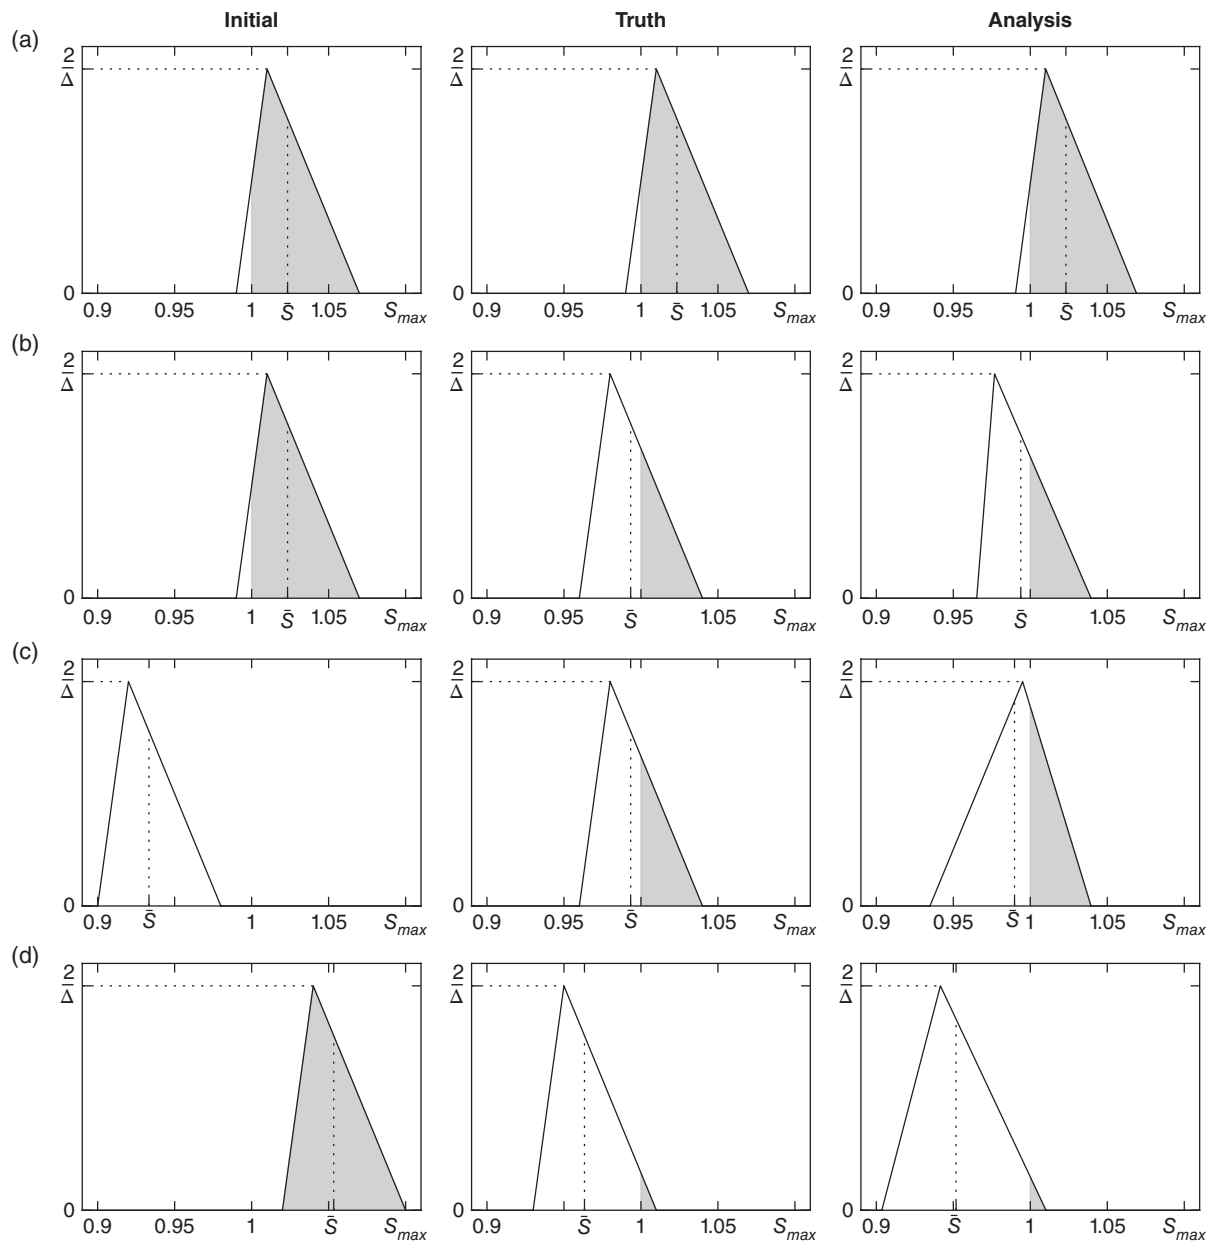 Initial Truth Analysis
(a)
2/Δ 2/Δ 2/Δ
0 0 0
0.9 0.95 1 S̄ 1.05 S_max 0.9 0.95 1 S̄ 1.05 S_max 0.9 0.95 1 S̄ 1.05 S_max
(b)
2/Δ 2/Δ 2/Δ
0 0 0
0.9 0.95 1 S̄ 1.05 S_max 0.9 0.95 S̄ 1 1.05 S_max 0.9 0.95 S̄ 1 1.05 S_max
(c)
2/Δ 2/Δ 2/Δ
0 0 0
0.9 S̄ 0.95 1 1.05 S_max 0.9 0.95 S̄ 1 1.05 S_max 0.9 0.95 S̄ 1 1.05 S_max
(d)
2/Δ 2/Δ 2/Δ
0 0 0
0.9 0.95 1 S̄ S_max 0.9 S̄ 1 1.05 S_max 0.9 S̄ 1 1.05 S_max